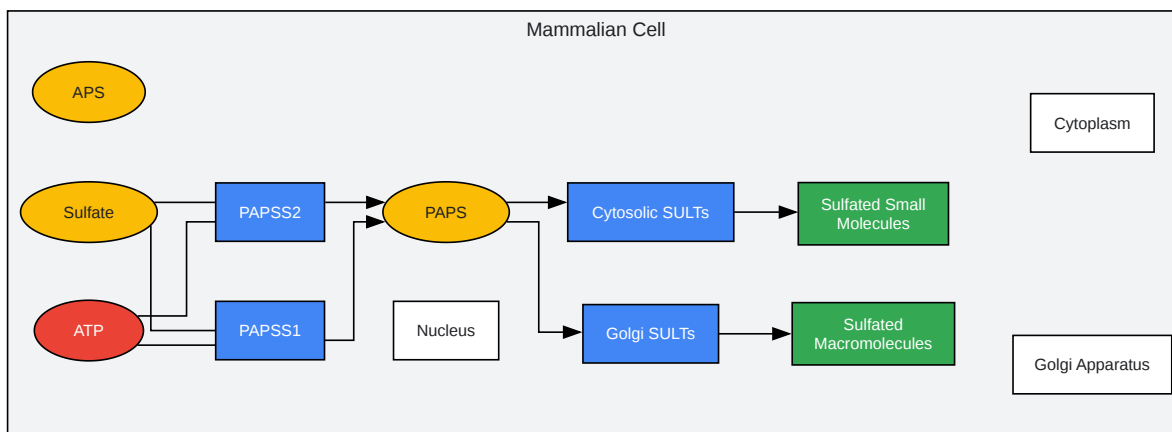 Mammalian Cell
APS
Cytoplasm
Sulfate
PAPSS2
PAPS
Cytosolic SULTs
Sulfated Small
Molecules
ATP
PAPSS1
Nucleus
Golgi SULTs
Sulfated
Macromolecules
Golgi Apparatus